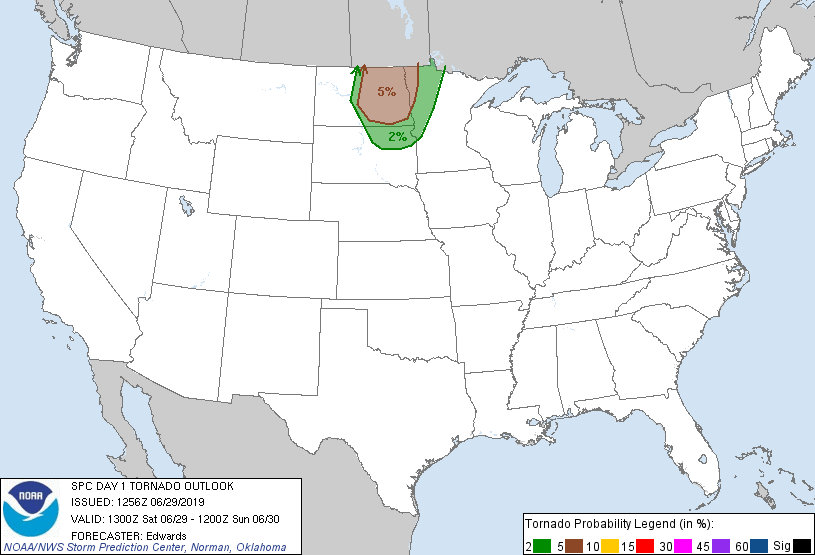 5%
2%
NOAA
SPC DAY 1 TORNADO OUTLOOK
ISSUED: 1256Z 06/29/2019
VALID: 1300Z Sat 06/29 - 1200Z Sun 06/30
FORECASTER: Edwards
NOAA/NWS Storm Prediction Center, Norman, Oklahoma
Tornado Probability Legend (in %):
2 5 10 15 30 45 60 Sig